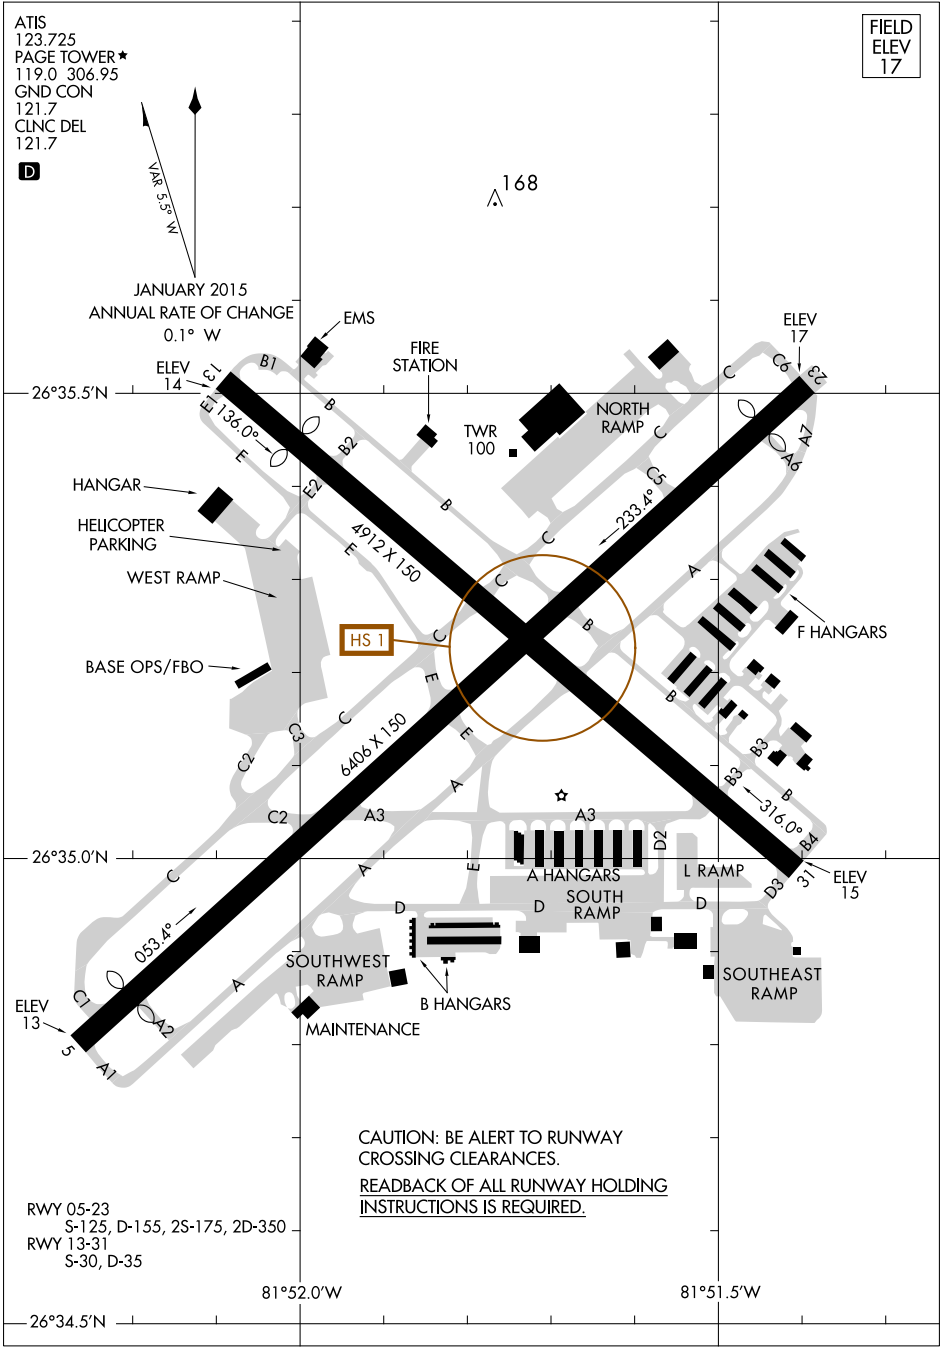 ATIS
123.725
PAGE TOWER★
119.0 306.95
GND CON
121.7
CLNC DEL
121.7
D
FIELD
ELEV
17
VAR 5.5° W
168
JANUARY 2015
ANNUAL RATE OF CHANGE
0.1° W
EMS
FIRE
STATION
ELEV
17
ELEV
14
13
B1
C
C6
23
26°35.5'N
E1
136.0°
B
NORTH
RAMP
TWR
100
C
A7
A6
E
B2
C5
HANGAR
E2
B
233.4°
HELICOPTER
PARKING
4912 X 150
E
C
WEST RAMP
C
A
B
F HANGARS
HS 1
C
BASE OPS/FBO
E
B
C
C3
6406 X 150
E
C2
A
B3
B3
B
C2
A3
A3
316.0°
B4
D2
26°35.0'N
C
A
E
A HANGARS
L RAMP
31
ELEV
15
D3
SOUTH
RAMP
D
D
D
053.4°
SOUTHWEST
RAMP
SOUTHEAST
RAMP
A
B HANGARS
C1
ELEV
13
A2
MAINTENANCE
5
A1
CAUTION: BE ALERT TO RUNWAY
CROSSING CLEARANCES.
READBACK OF ALL RUNWAY HOLDING
INSTRUCTIONS IS REQUIRED.
RWY 05-23
S-125, D-155, 2S-175, 2D-350
RWY 13-31
S-30, D-35
81°52.0'W
81°51.5'W
26°34.5'N